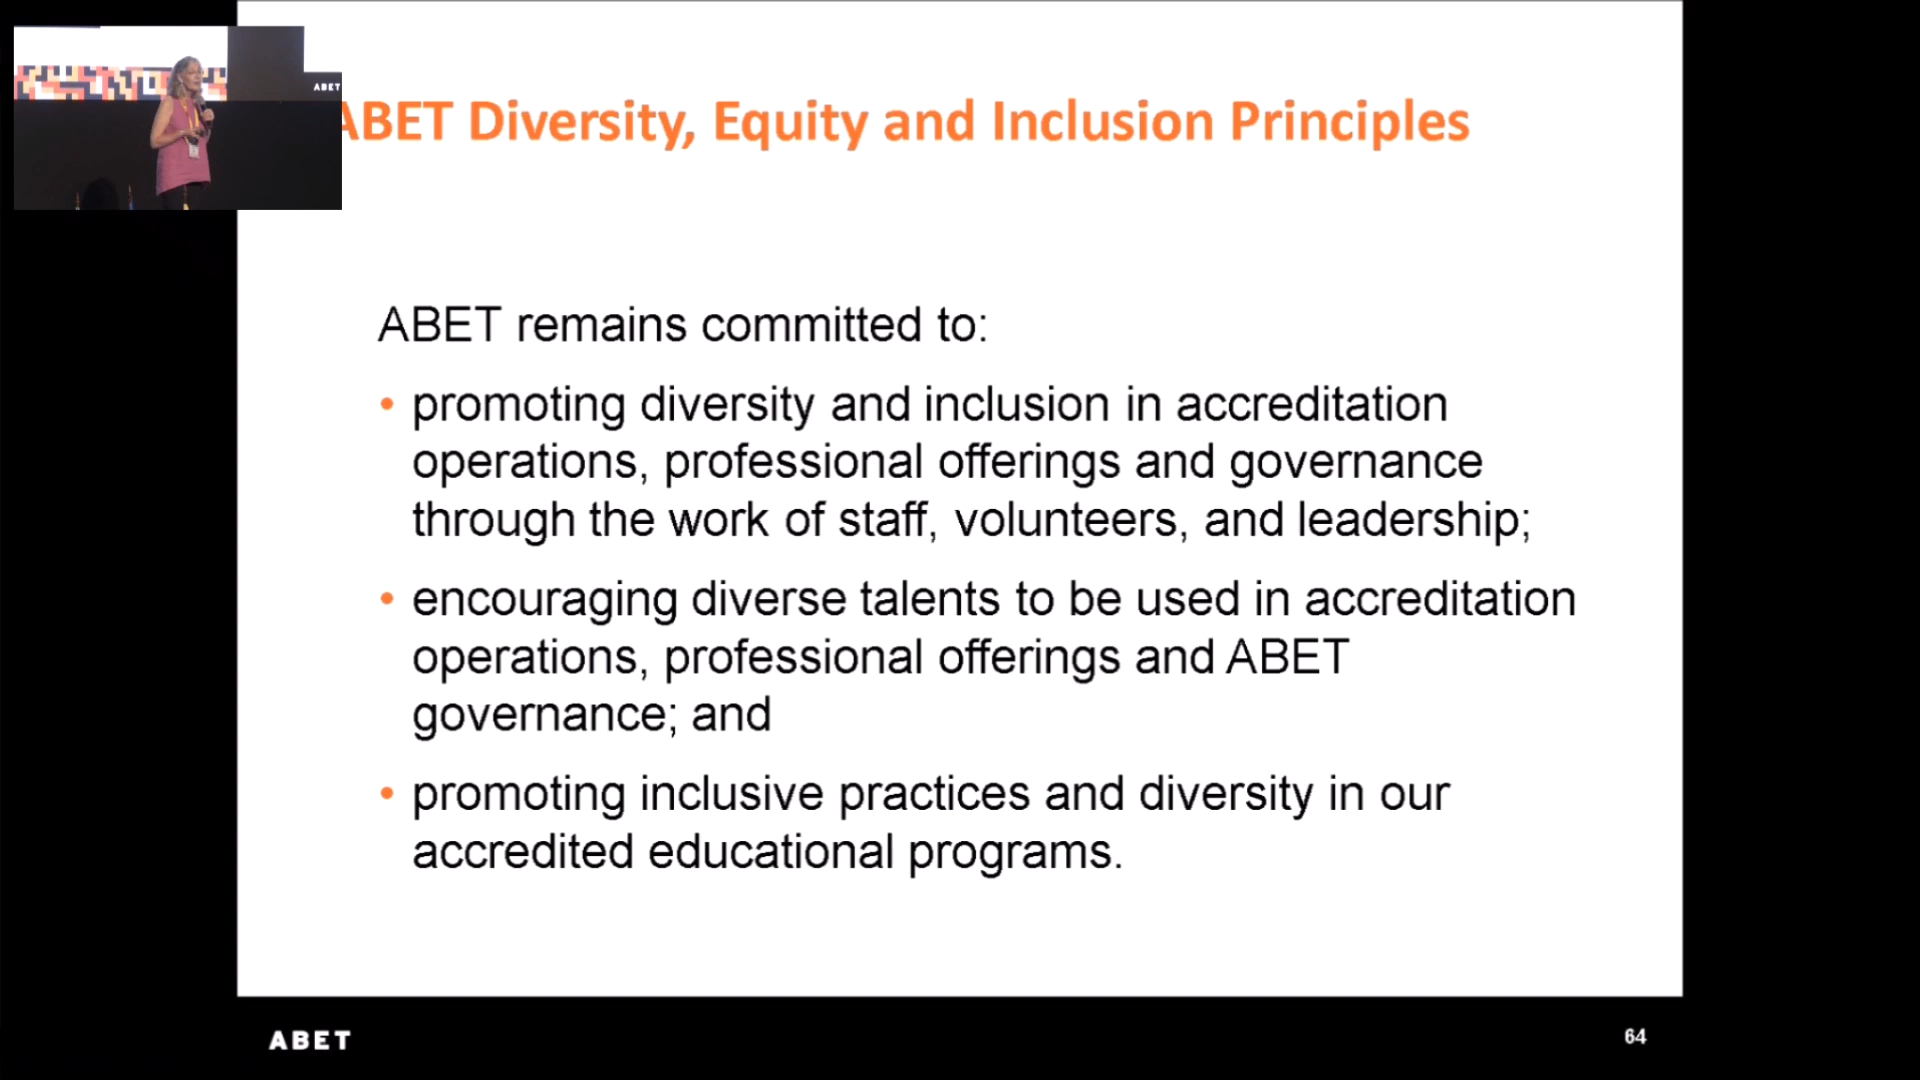 ABET
ABET Diversity, Equity and Inclusion Principles
ABET remains committed to:
• promoting diversity and inclusion in accreditation
operations, professional offerings and governance
through the work of staff, volunteers, and leadership;
• encouraging diverse talents to be used in accreditation
operations, professional offerings and ABET
governance; and
• promoting inclusive practices and diversity in our
accredited educational programs.
ABET
64